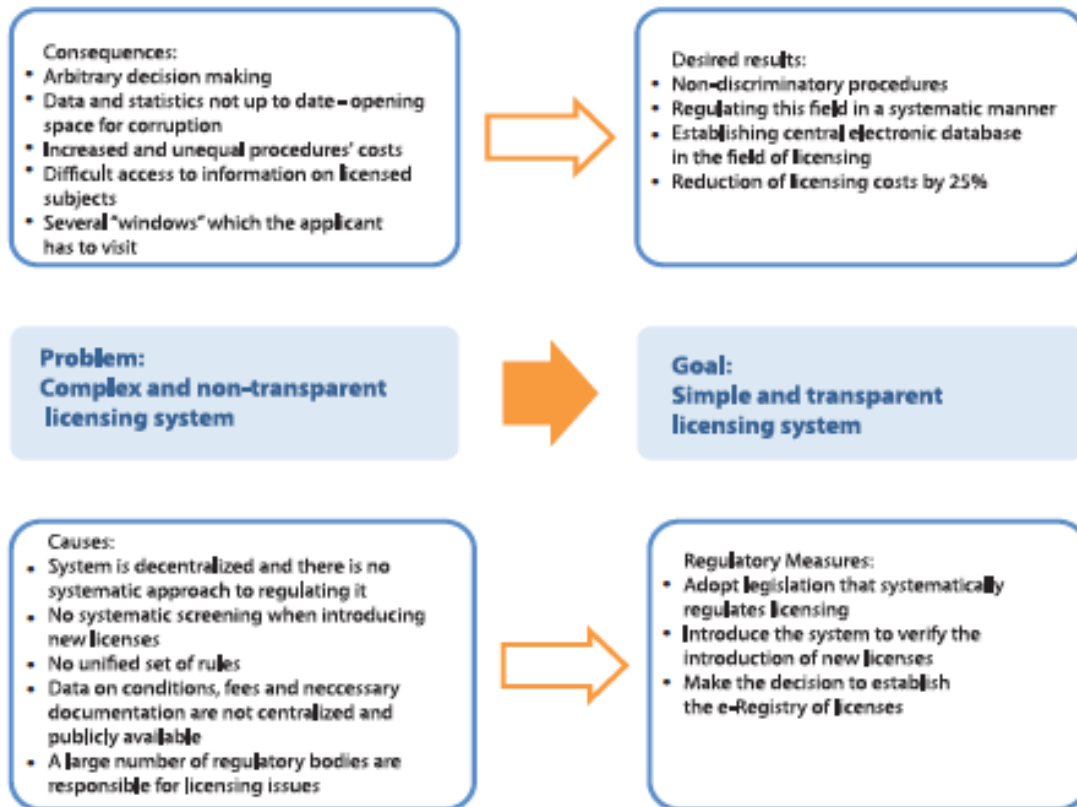 Consequences:
• Arbitrary decision making
• Data and statistics not up to date – opening
space for corruption
• Increased and unequal procedures' costs
• Difficult access to information on licensed
subjects
• Several "windows" which the applicant
has to visit
Desired results:
• Non-discriminatory procedures
• Regulating this field in a systematic manner
• Establishing central electronic database
in the field of licensing
• Reduction of licensing costs by 25%
Problem:
Complex and non-transparent
licensing system
Goal:
Simple and transparent
licensing system
Causes:
• System is decentralized and there is no
systematic approach to regulating it
• No systematic screening when introducing
new licenses
• No unified set of rules
• Data on conditions, fees and neccessary
documentation are not centralized and
publicly available
• A large number of regulatory bodies are
responsible for licensing issues
Regulatory Measures:
• Adopt legislation that systematically
regulates licensing
• Introduce the system to verify the
introduction of new licenses
• Make the decision to establish
the e-Registry of licenses